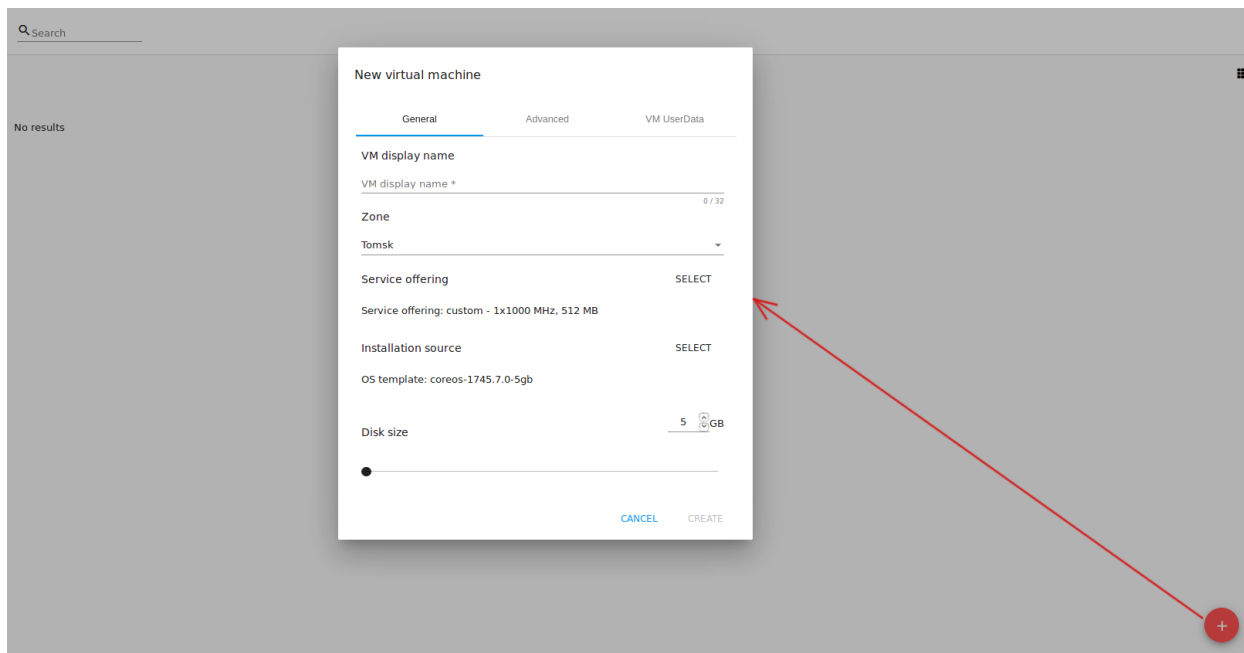 Search
New virtual machine
General Advanced VM UserData
No results
VM display name
VM display name *
0 / 32
Zone
Tomsk
Service offering SELECT
Service offering: custom - 1x1000 MHz, 512 MB
Installation source SELECT
OS template: coreos-1745.7.0-5gb
Disk size 5 GB
CANCEL CREATE
+